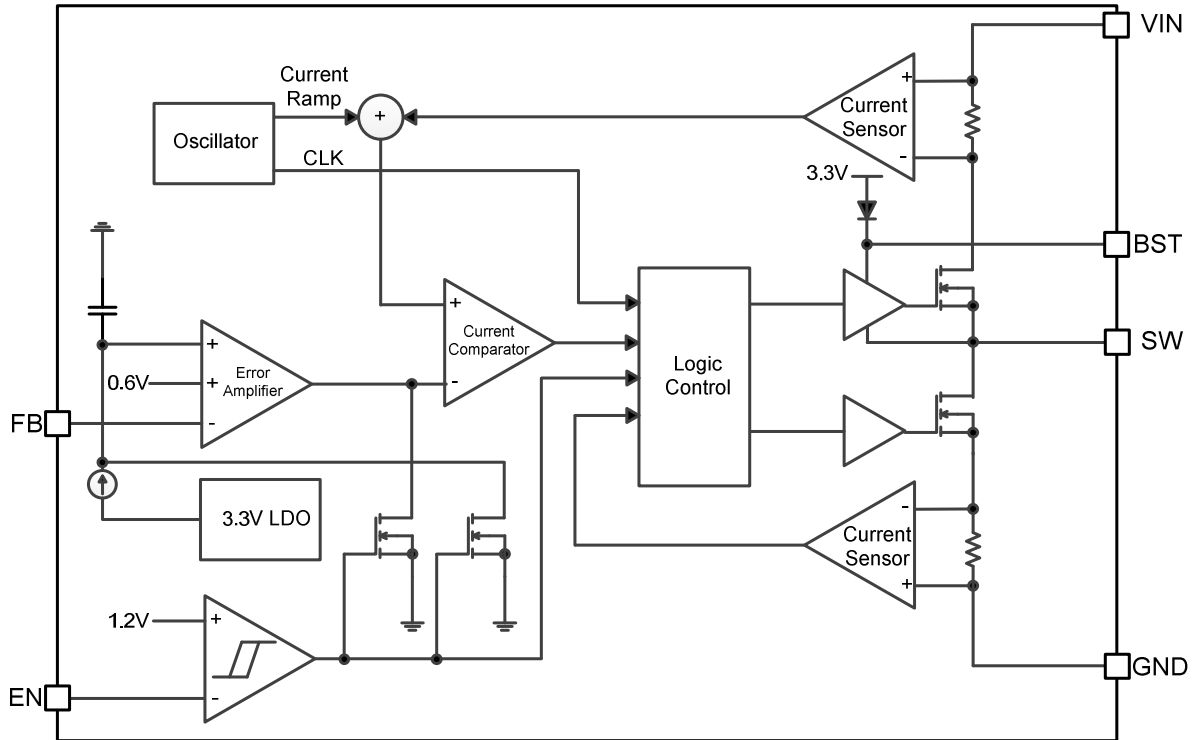 VIN
Current
Ramp
+
+
Current
Sensor
-
Oscillator
CLK
3.3V
BST
+
Current
Comparator
-
SW
Logic
Control
+
0.6V
+
Error
Amplifier
-
FB
3.3V LDO
-
Current
Sensor
+
1.2V
+
-
EN
GND